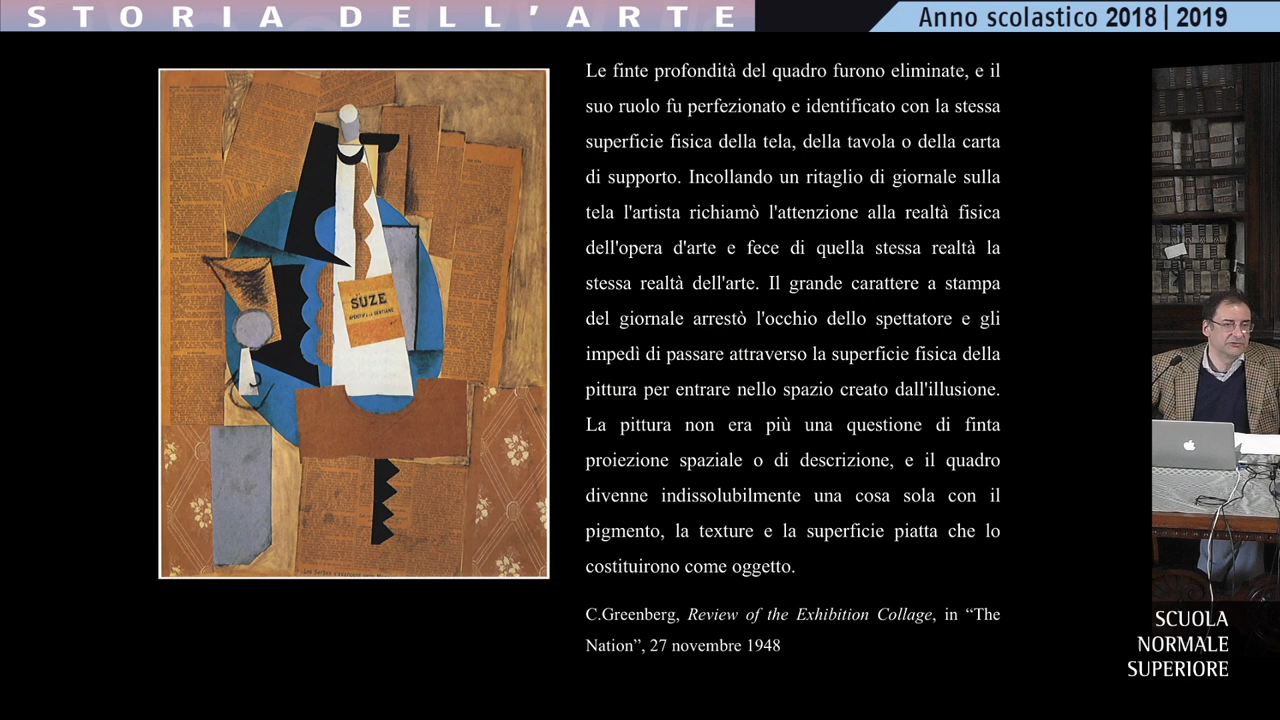 STORIA DELL'ARTE
Anno scolastico 2018 | 2019
Le finte profondità del quadro furono eliminate, e il
suo ruolo fu perfezionato e identificato con la stessa
superficie fisica della tela, della tavola o della carta
di supporto. Incollando un ritaglio di giornale sulla
tela l'artista richiamò l'attenzione alla realtà fisica
dell'opera d'arte e fece di quella stessa realtà la
stessa realtà dell'arte. Il grande carattere a stampa
del giornale arrestò l'occhio dello spettatore e gli
impedì di passare attraverso la superficie fisica della
pittura per entrare nello spazio creato dall'illusione.
La pittura non era più una questione di finta
proiezione spaziale o di descrizione, e il quadro
divenne indissolubilmente una cosa sola con il
pigmento, la texture e la superficie piatta che lo
costituirono come oggetto.
C.Greenberg, Review of the Exhibition Collage, in “The
Nation”, 27 novembre 1948
SUZE
SCUOLA
NORMALE
SUPERIORE